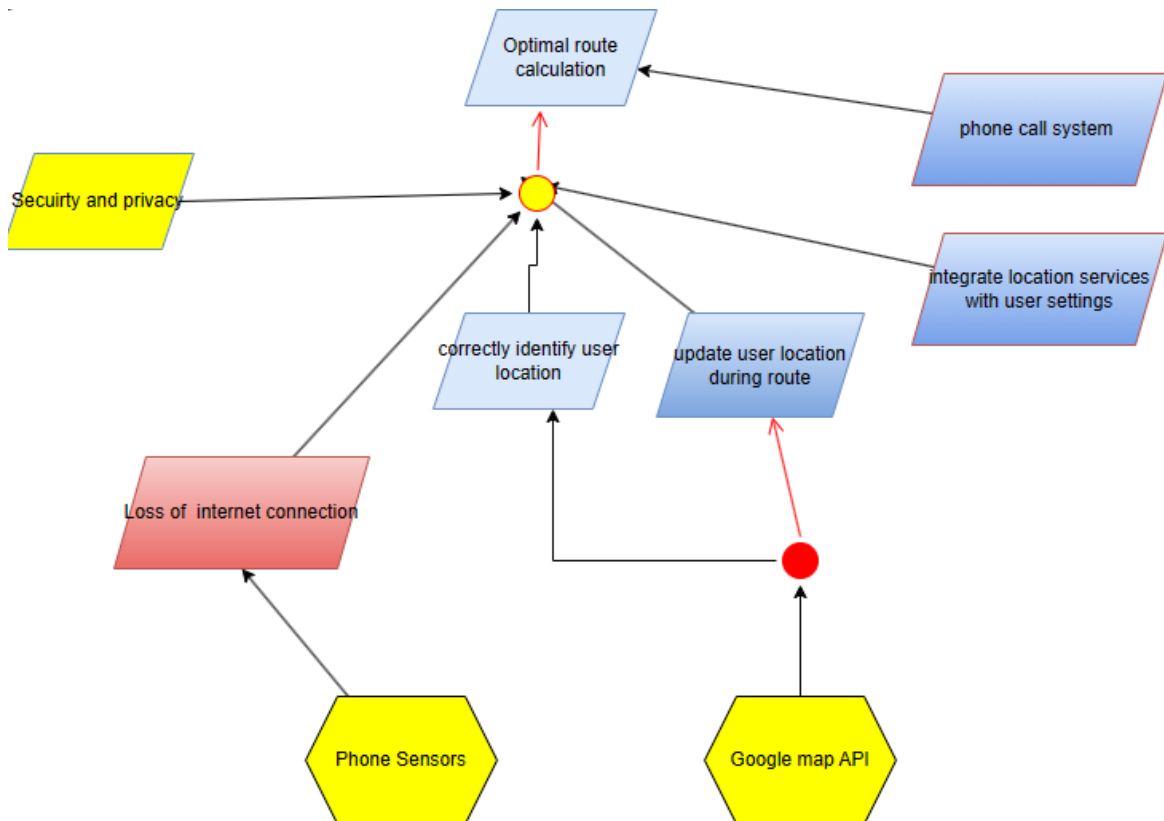 Optimal route
calculation
phone call system
Secuirty and privacy
integrate location services
with user settings
correctly identify user
location
update user location
during route
Loss of  internet connection
Phone Sensors
Google map API